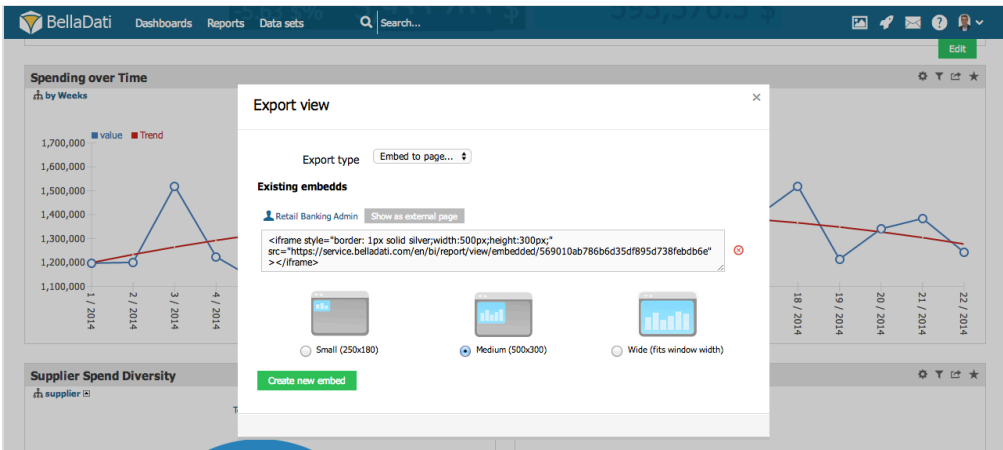 BellaDati
Dashboards
Reports
Data sets
Search...
Edit
Spending over Time
by Weeks
value
Trend
1,700,000
1,600,000
1,500,000
1,400,000
1,300,000
1,200,000
1,100,000
1 / 2014
2 / 2014
3 / 2014
4 / 2014
18 / 2014
19 / 2014
20 / 2014
21 / 2014
22 / 2014
Export view
Export type
Embed to page...
Existing embedds
Retail Banking Admin
Show as external page
<iframe style="border: 1px solid silver;width:500px;height:300px;"
src="https://service.belladati.com/en/bi/report/view/embedded/569010ab786b6d35df895d738febdb6e"
></iframe>
Small (250x180)
Medium (500x300)
Wide (fits window width)
Create new embed
Supplier Spend Diversity
supplier